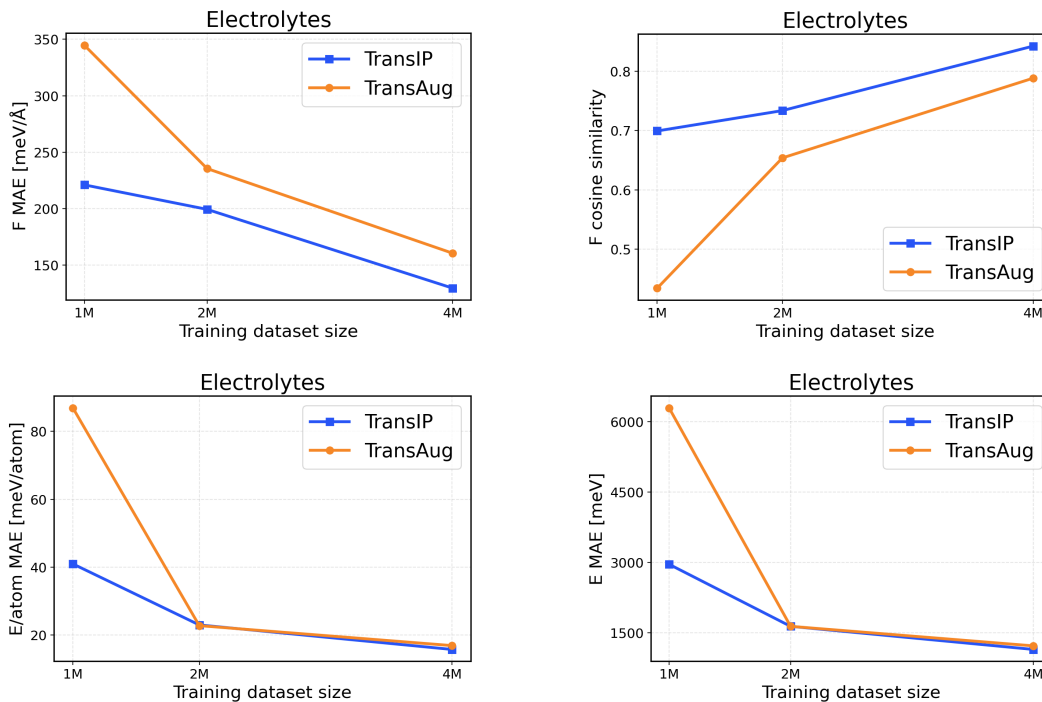 Electrolytes
F MAE [meV/Å]
350
300
250
200
150
TransIP
TransAug
1M
2M
4M
Training dataset size
Electrolytes
F cosine similarity
0.8
0.7
0.6
0.5
TransIP
TransAug
1M
2M
4M
Training dataset size
Electrolytes
E/atom MAE [meV/atom]
80
60
40
20
TransIP
TransAug
1M
2M
4M
Training dataset size
Electrolytes
E MAE [meV]
6000
4500
3000
1500
TransIP
TransAug
1M
2M
4M
Training dataset size